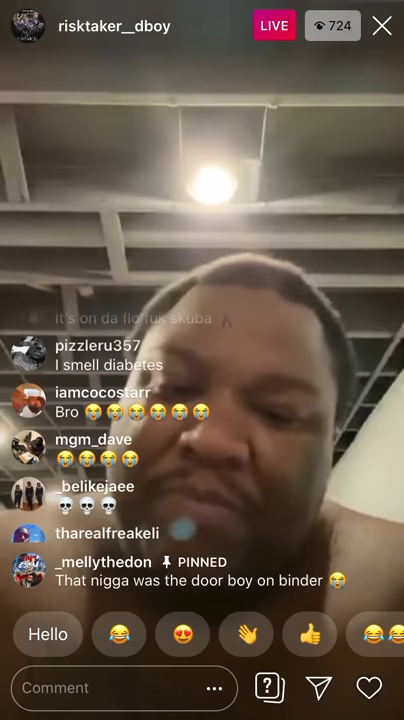 risktaker__dboy
LIVE
724
it's on da flo fuk skuba
pizzleru357
I smell diabetes
iamcocostarr
Bro 😭😭😭😭😭😭
mgm_dave
😭😭😭😭
_belikejaee
💀💀💀
tharealfreakeli
_mellythedon 📌 PINNED
That nigga was the door boy on binder 😭
Hello 😂 😍 👋 👍 😂😂
Comment